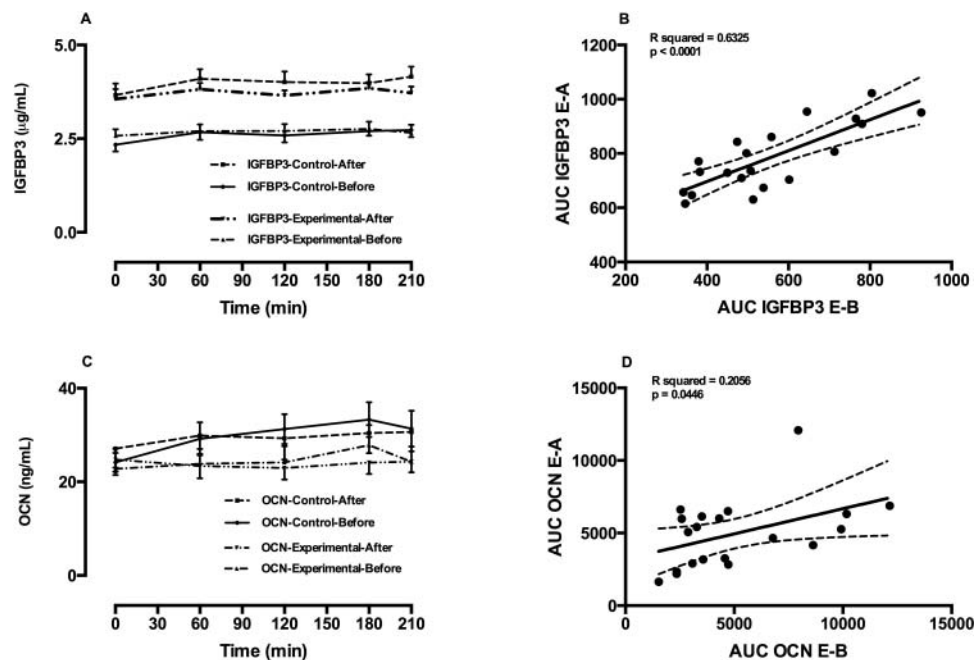 A
IGFBP3 (µg/mL)
5.0
2.5
0.0
IGFBP3-Control-After
IGFBP3-Control-Before
IGFBP3-Experimental-After
IGFBP3-Experimental-Before
0 30 60 90 120 150 180 210
Time (min)
B
R squared = 0.6325
p < 0.0001
AUC IGFBP3 E-A
1200
1000
800
600
400
200 400 600 800 1000
AUC IGFBP3 E-B
C
OCN (ng/mL)
40
20
0
OCN-Control-After
OCN-Control-Before
OCN-Experimental-After
OCN-Experimental-Before
0 30 60 90 120 150 180 210
Time (min)
D
R squared = 0.2056
p = 0.0446
AUC OCN E-A
15000
10000
5000
0
0 5000 10000 15000
AUC OCN E-B